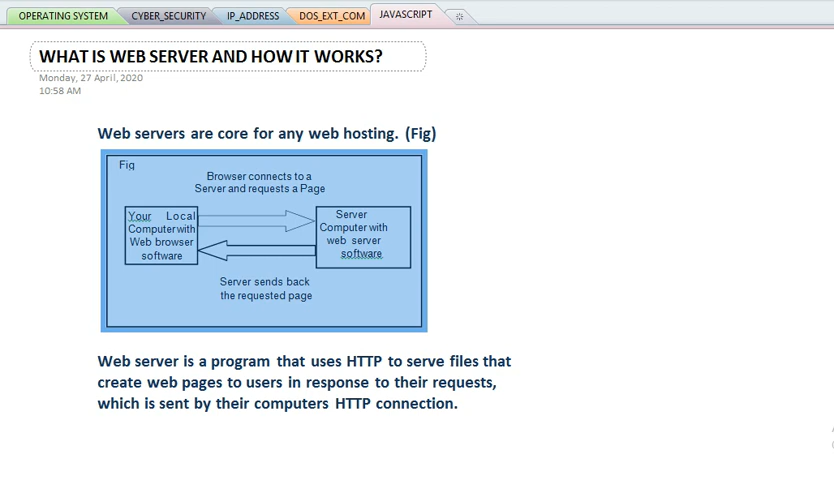 OPERATING SYSTEM CYBER_SECURITY IP_ADDRESS DOS_EXT_COM JAVASCRIPT
WHAT IS WEB SERVER AND HOW IT WORKS?
Monday, 27 April, 2020
10:58 AM
Web servers are core for any web hosting. (Fig)
Fig
Browser connects to a
Server and requests a Page
Your Local
Computer with
Web browser
software
Server
Computer with
web server
software
Server sends back
the requested page
Web server is a program that uses HTTP to serve files that
create web pages to users in response to their requests,
which is sent by their computers HTTP connection.